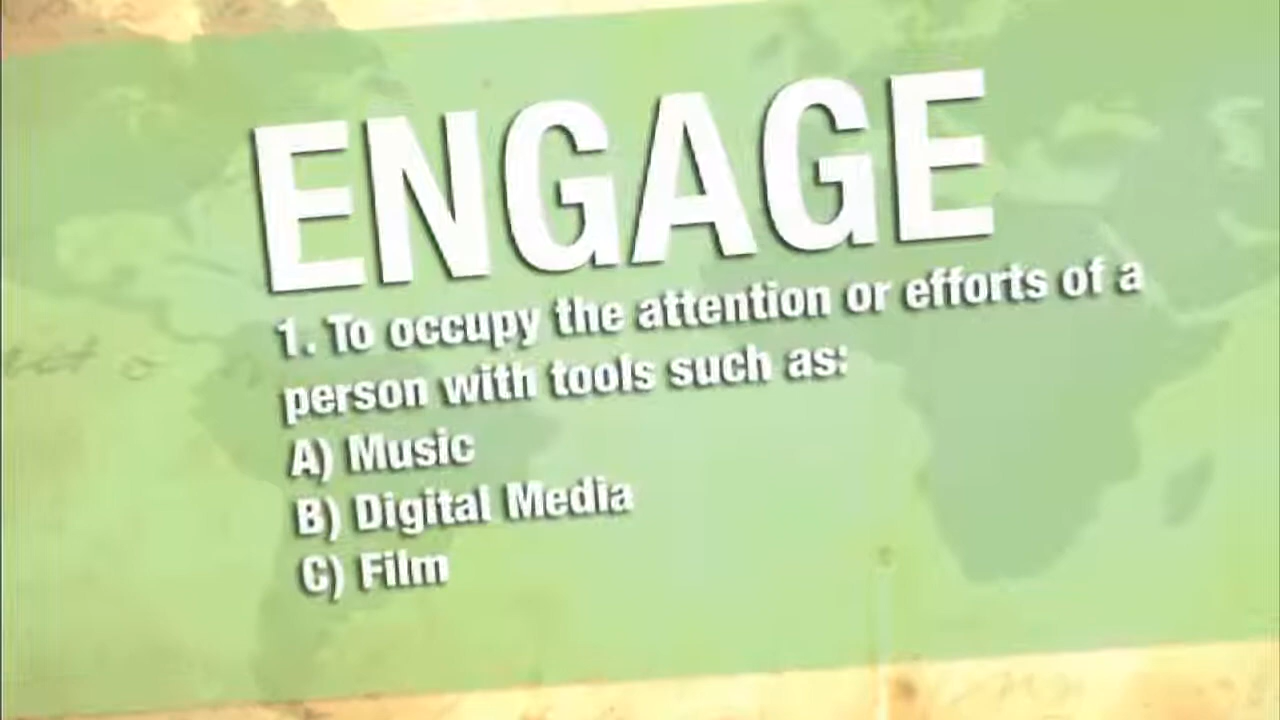 ENGAGE
1. To occupy the attention or efforts of a
person with tools such as:
A) Music
B) Digital Media
C) Film